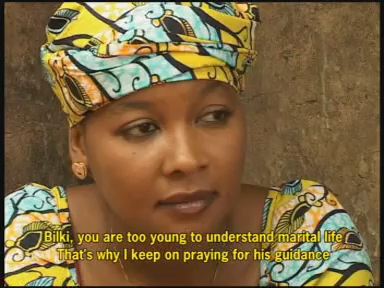 Bilki, you are too young to understand marital life
That's why I keep on praying for his guidance